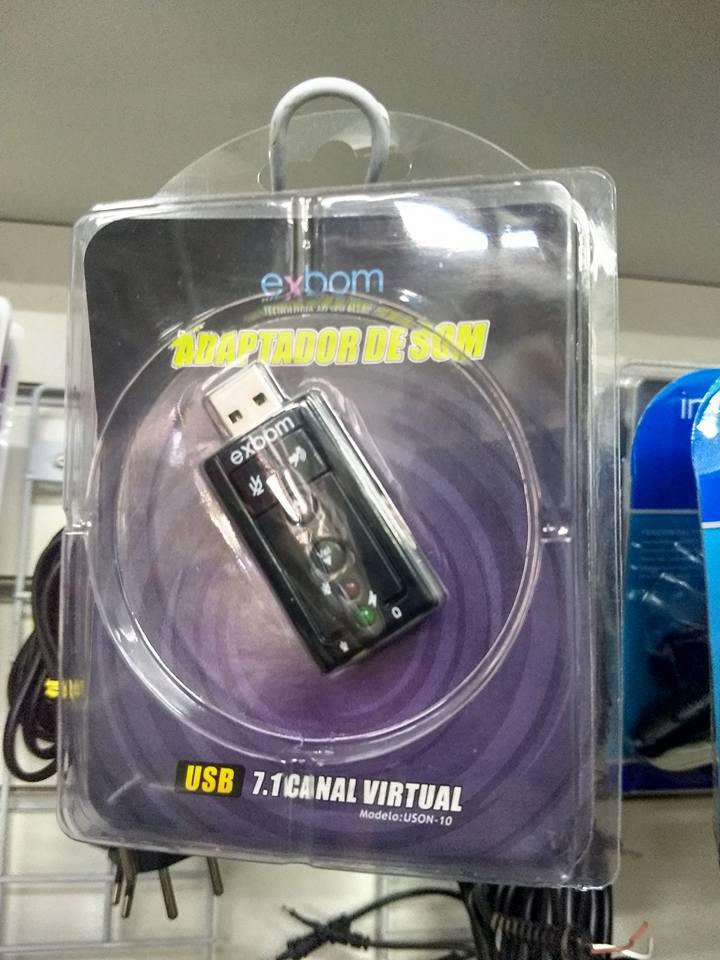 exbom
ADAPTADOR DE SOM
exbom
USB 7.1 CANAL VIRTUAL
Modelo:USON-10